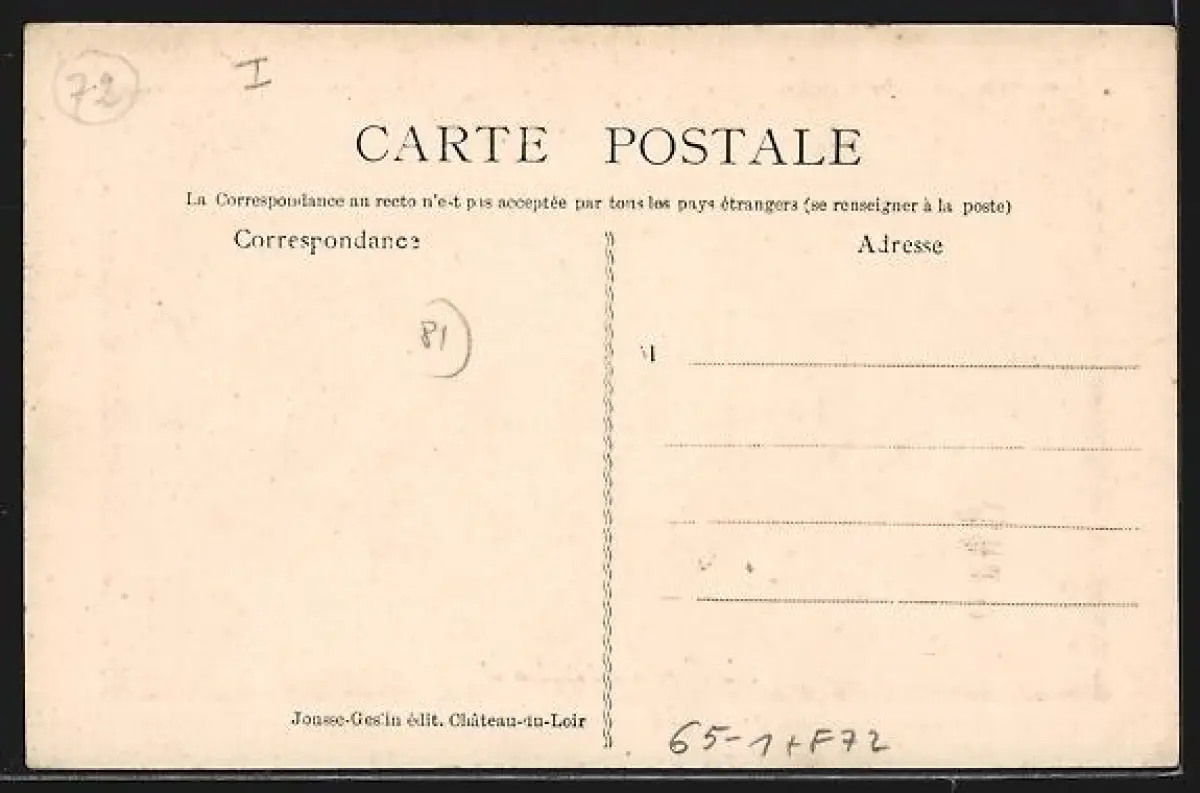 72
I
CARTE POSTALE
La Correspondance au recto n'est pas acceptée par tous les pays étrangers (se renseigner à la poste)
Correspondance
Adresse
81
M
Jousse-Geslin édit. Château-du-Loir
65-1+F72